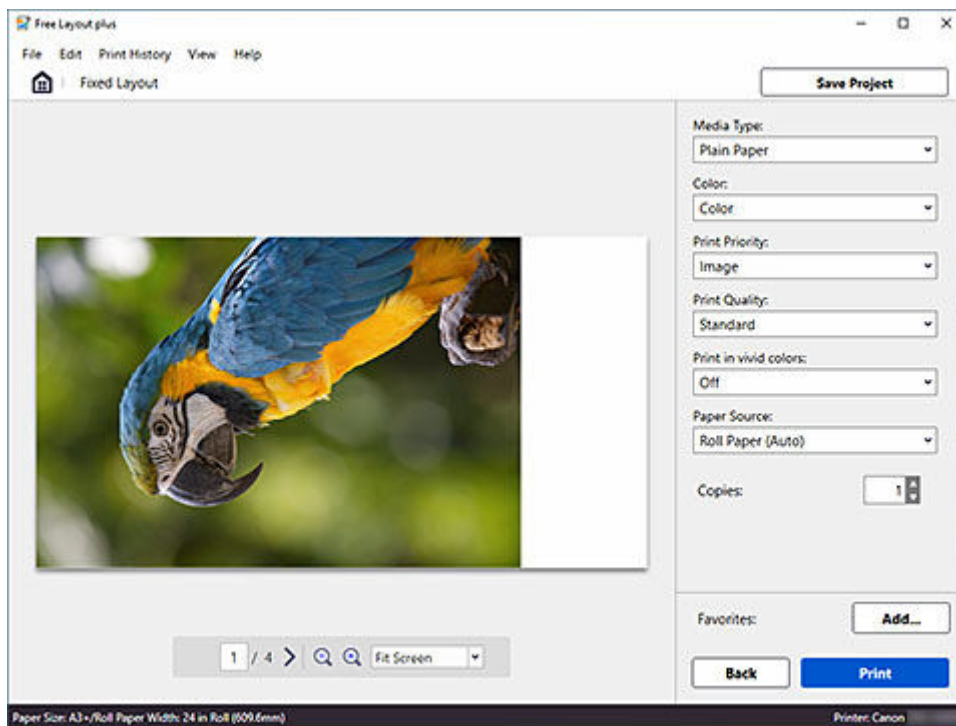 Free Layout plus
File Edit Print History View Help
Fixed Layout
Save Project
Media Type:
Plain Paper
Color:
Color
Print Priority:
Image
Print Quality:
Standard
Print in vivid colors:
Off
Paper Source:
Roll Paper (Auto)
Copies: 1
1 / 4 Fit Screen
Favorites: Add...
Back Print
Paper Size: A3+/Roll Paper Width: 24 in Roll (609.6mm) Printer: Canon